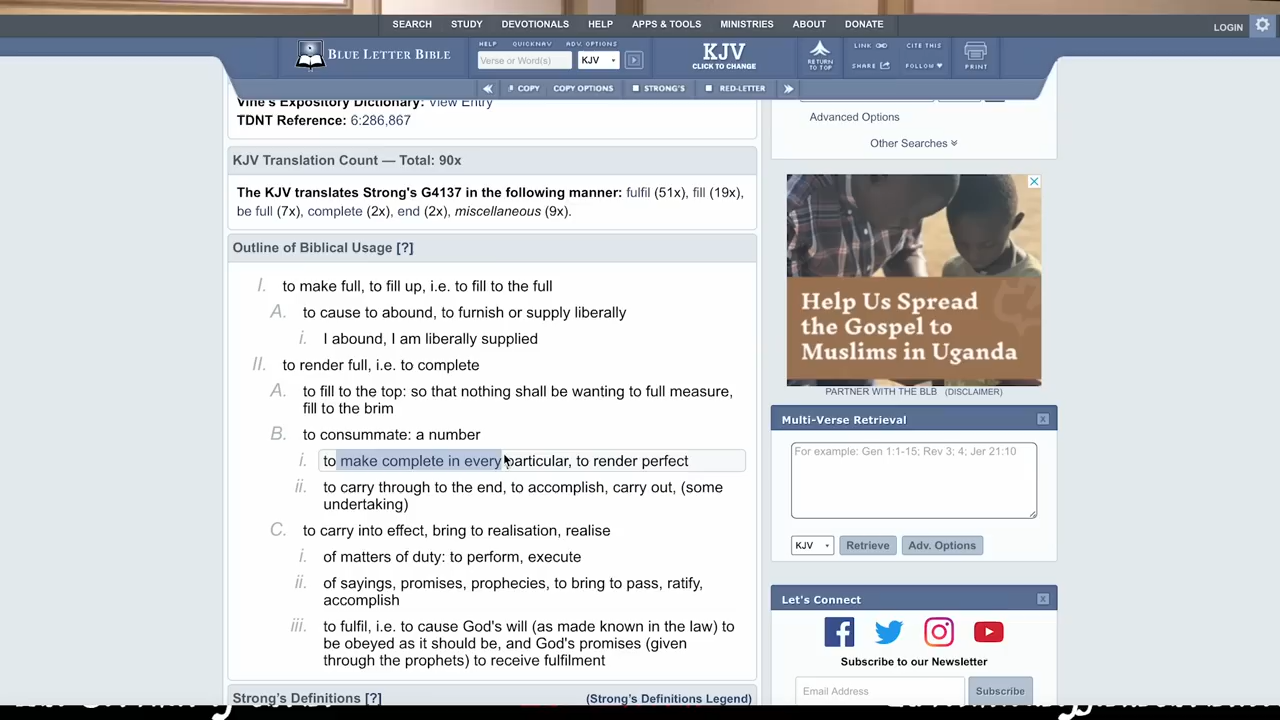 SEARCH STUDY DEVOTIONALS HELP APPS & TOOLS MINISTRIES ABOUT DONATE
LOGIN
BLUE LETTER BIBLE
HELP QUICKNAV ADV. OPTIONS
Verse or Word(s) KJV
KJV
CLICK TO CHANGE
RETURN TO TOP
LINK CITE THIS
SHARE FOLLOW
PRINT
COPY COPY OPTIONS STRONG'S RED-LETTER
Vine's Expository Dictionary: View Entry
TDNT Reference: 6:286,867
KJV Translation Count — Total: 90x
The KJV translates Strong's G4137 in the following manner: fulfil (51x), fill (19x),
be full (7x), complete (2x), end (2x), miscellaneous (9x).
Outline of Biblical Usage [?]
I. to make full, to fill up, i.e. to fill to the full
A. to cause to abound, to furnish or supply liberally
i. I abound, I am liberally supplied
II. to render full, i.e. to complete
A. to fill to the top: so that nothing shall be wanting to full measure,
fill to the brim
B. to consummate: a number
i. to make complete in every particular, to render perfect
ii. to carry through to the end, to accomplish, carry out, (some
undertaking)
C. to carry into effect, bring to realisation, realise
i. of matters of duty: to perform, execute
ii. of sayings, promises, prophecies, to bring to pass, ratify,
accomplish
iii. to fulfil, i.e. to cause God's will (as made known in the law) to
be obeyed as it should be, and God's promises (given
through the prophets) to receive fulfilment
Strong's Definitions [?] (Strong's Definitions Legend)
Advanced Options
Other Searches
Help Us Spread
the Gospel to
Muslims in Uganda
PARTNER WITH THE BLB (DISCLAIMER)
Multi-Verse Retrieval
For example: Gen 1:1-15; Rev 3; 4; Jer 21:10
KJV Retrieve Adv. Options
Let's Connect
Subscribe to our Newsletter
Email Address Subscribe